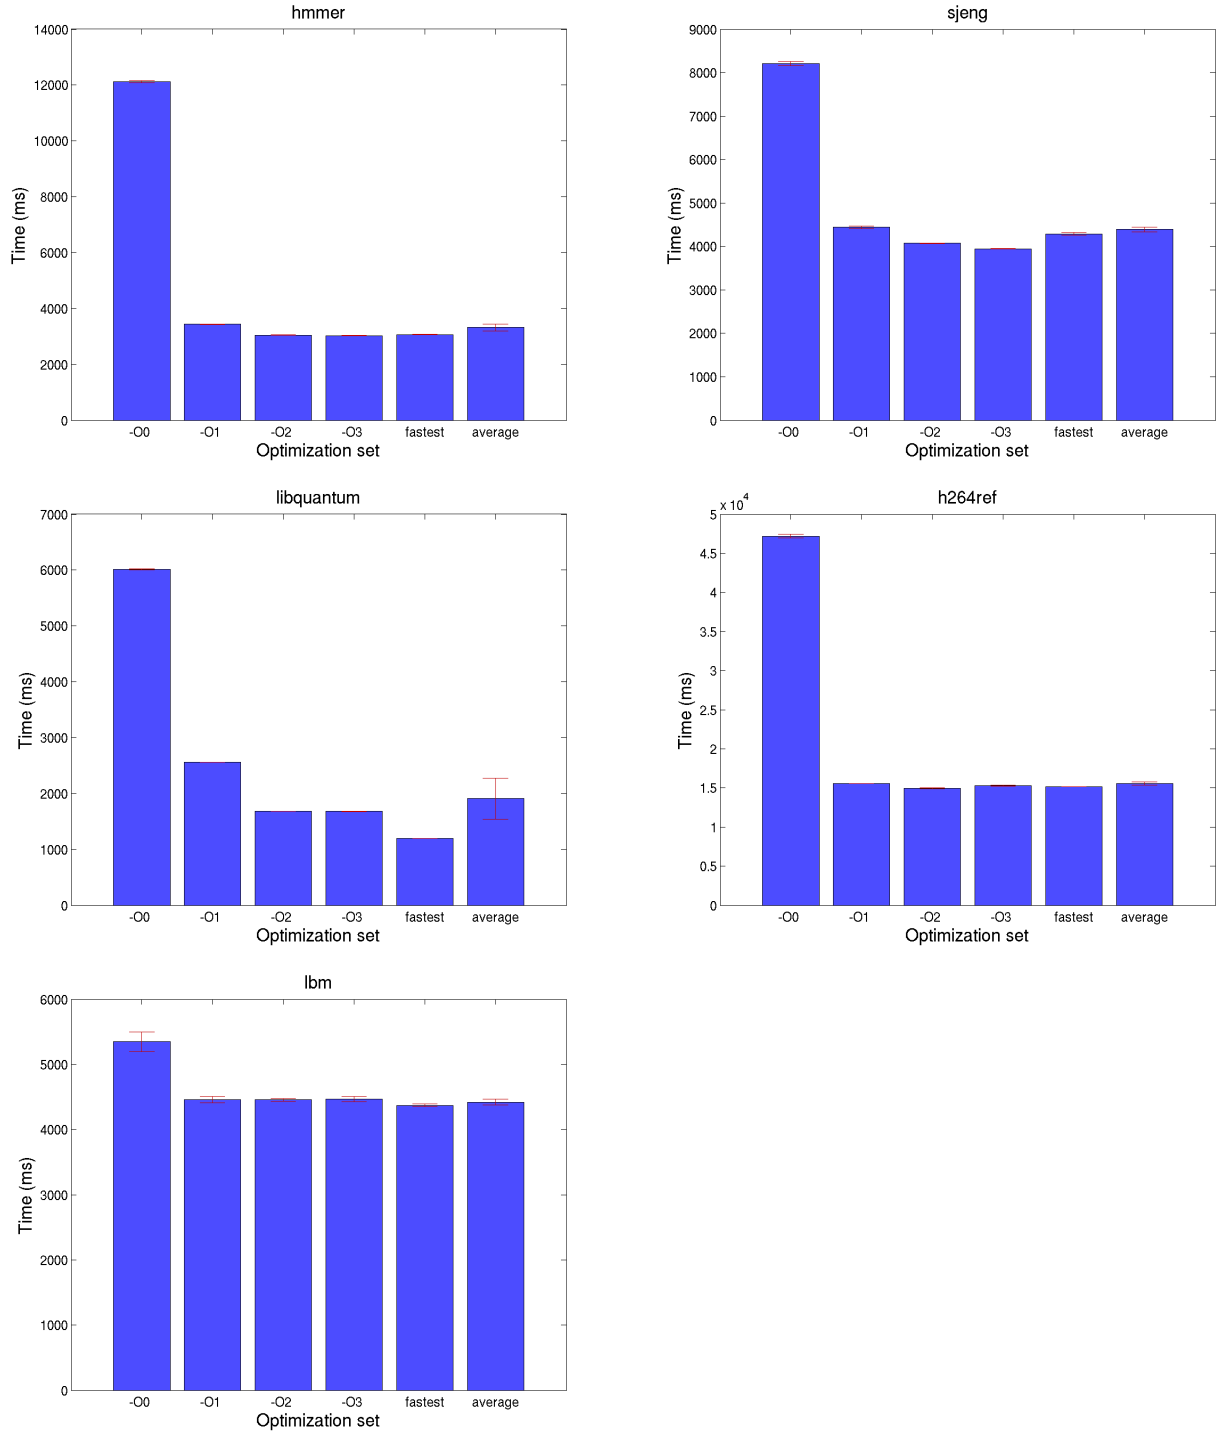 hmmer
14000
12000
10000
8000
6000
4000
2000
0
Time (ms)
-O0 -O1 -O2 -O3 fastest average
Optimization set
sjeng
9000
8000
7000
6000
5000
4000
3000
2000
1000
0
Time (ms)
-O0 -O1 -O2 -O3 fastest average
Optimization set
libquantum
7000
6000
5000
4000
3000
2000
1000
0
Time (ms)
-O0 -O1 -O2 -O3 fastest average
Optimization set
h264ref
x 10^4
5
4.5
4
3.5
3
2.5
2
1.5
1
0.5
0
Time (ms)
-O0 -O1 -O2 -O3 fastest average
Optimization set
lbm
6000
5000
4000
3000
2000
1000
0
Time (ms)
-O0 -O1 -O2 -O3 fastest average
Optimization set